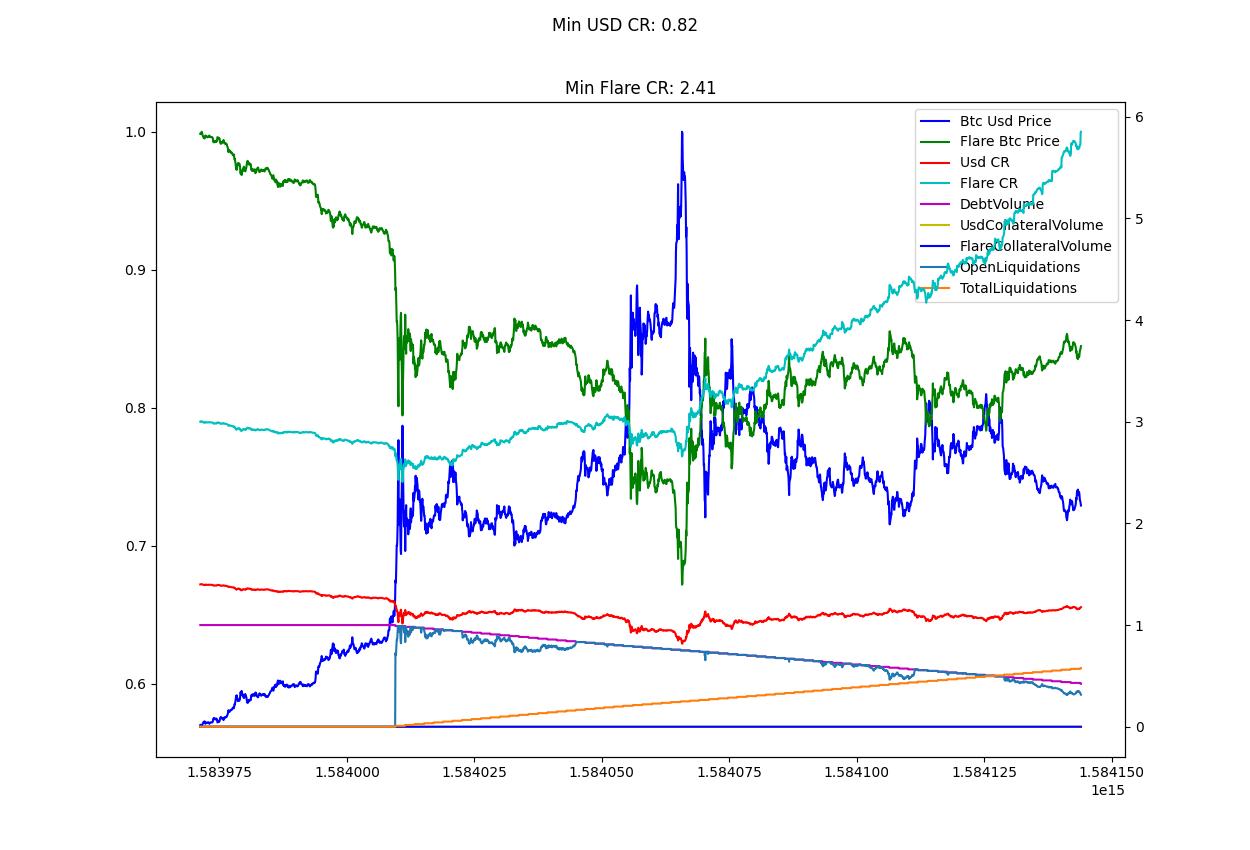 Min USD CR: 0.82
Min Flare CR: 2.41
1.0
0.9
0.8
0.7
0.6
6
5
4
3
2
1
0
Btc Usd Price
Flare Btc Price
Usd CR
Flare CR
DebtVolume
UsdCollateralVolume
FlareCollateralVolume
OpenLiquidations
TotalLiquidations
1.583975 1.584000 1.584025 1.584050 1.584075 1.584100 1.584125 1.584150
1e15